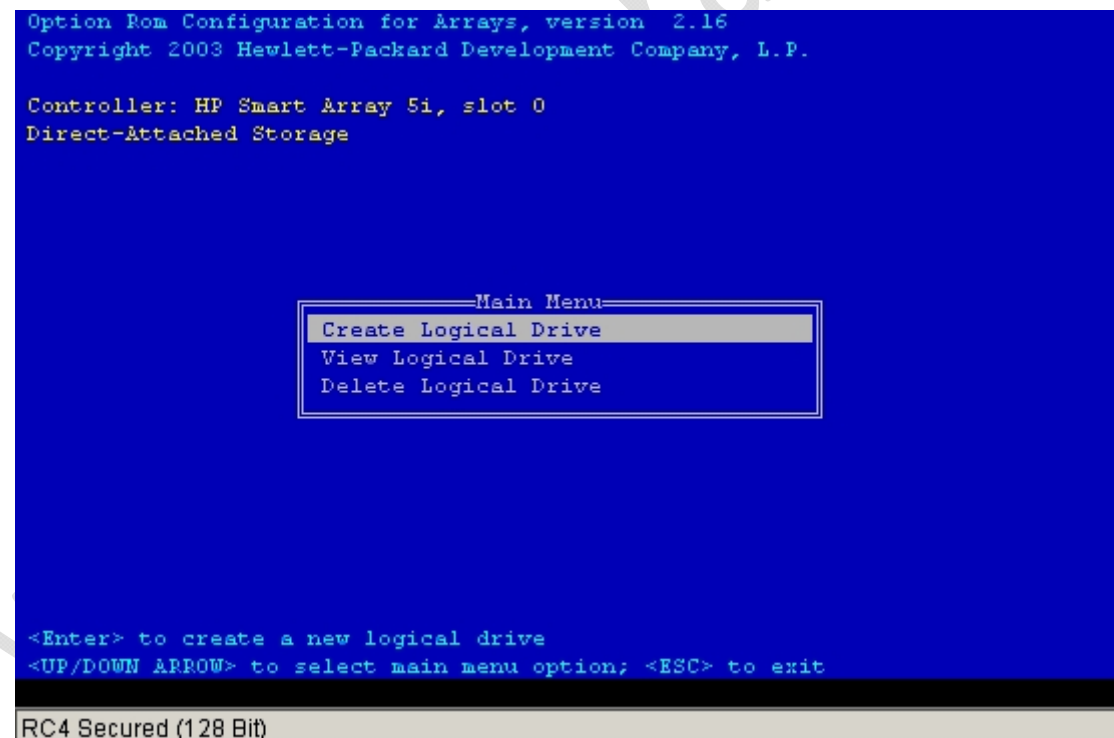 Option Rom Configuration for Arrays, version 2.16
Copyright 2003 Hewlett-Packard Development Company, L.P.
Controller: HP Smart Array 5i, slot 0
Direct-Attached Storage
Main Menu
Create Logical Drive
View Logical Drive
Delete Logical Drive
<Enter> to create a new logical drive
<UP/DOWN ARROW> to select main menu option; <ESC> to exit
RC4 Secured (128 Bit)